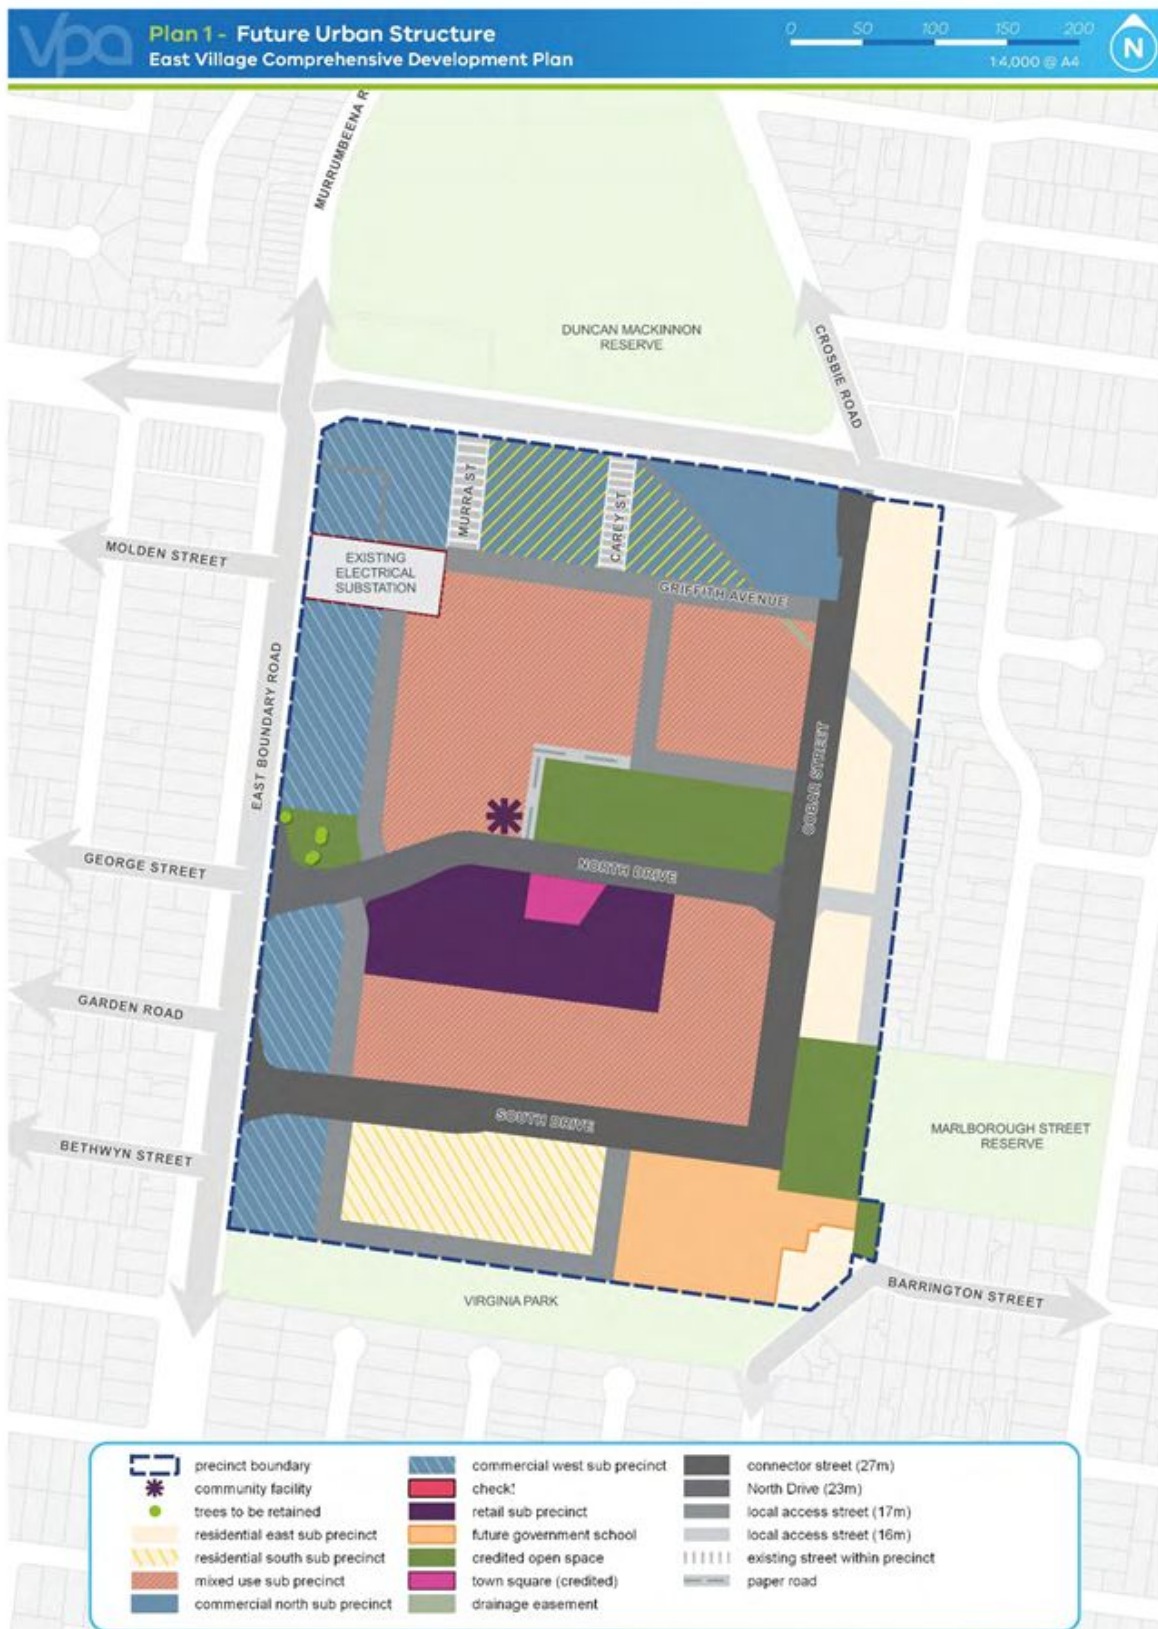 vpa
Plan 1 - Future Urban Structure
East Village Comprehensive Development Plan
0 50 100 150 200
1:4,000 @ A4
N
MURRUMBEENA R
DUNCAN MACKINNON
RESERVE
CROSBIE ROAD
MURRA ST
CAREY ST
MOLDEN STREET
EXISTING
ELECTRICAL
SUBSTATION
GRIFFITH AVENUE
EAST BOUNDARY ROAD
COBAR STREET
GEORGE STREET
NORTH DRIVE
GARDEN ROAD
SOUTH DRIVE
MARLBOROUGH STREET
RESERVE
BETHWYN STREET
BARRINGTON STREET
VIRGINIA PARK
precinct boundary
community facility
trees to be retained
residential east sub precinct
residential south sub precinct
mixed use sub precinct
commercial north sub precinct
commercial west sub precinct
check!
retail sub precinct
future government school
credited open space
town square (credited)
drainage easement
connector street (27m)
North Drive (23m)
local access street (17m)
local access street (16m)
existing street within precinct
paper road